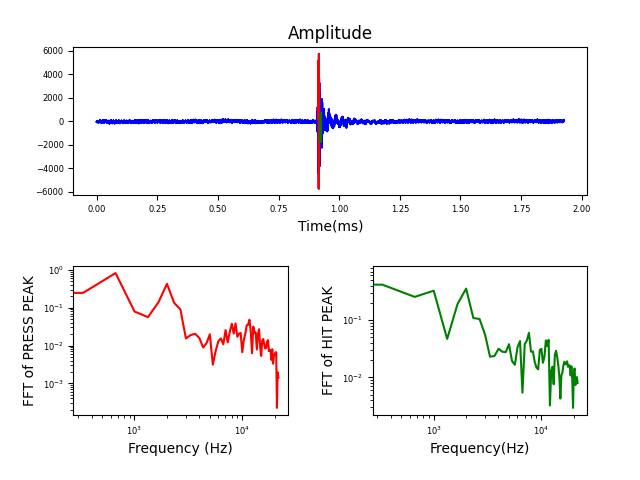 Amplitude
6000
4000
2000
0
−2000
−4000
−6000
0.00 0.25 0.50 0.75 1.00 1.25 1.50 1.75 2.00
Time(ms)
FFT of PRESS PEAK
10⁰
10⁻¹
10⁻²
10⁻³
10³ 10⁴
Frequency (Hz)
FFT of HIT PEAK
10⁻¹
10⁻²
10³ 10⁴
Frequency(Hz)